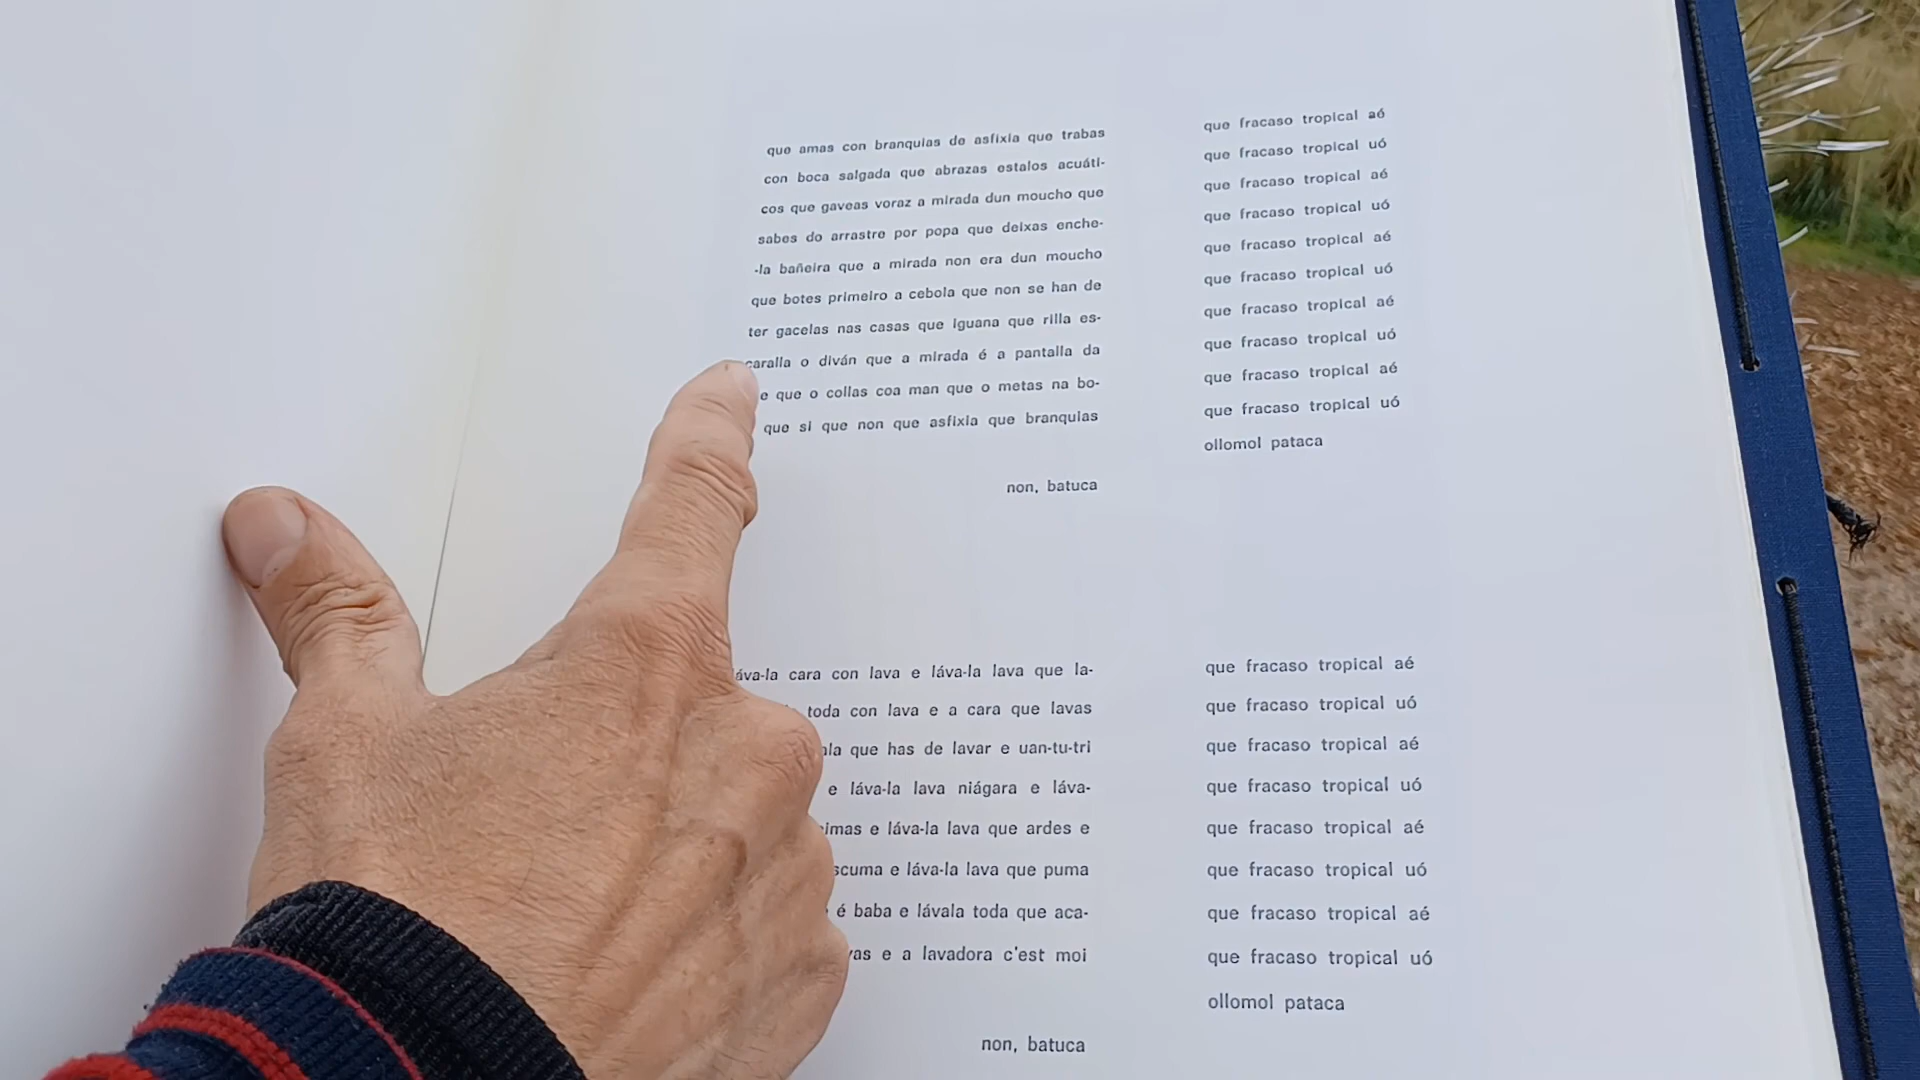 que amas con branquias de asfixia que trabas
con boca salgada que abrazas estalos acuáti-
cos que gaveas voraz a mirada dun moucho que
sabes do arrastre por popa que deixas enche-
-la bañeira que a mirada non era dun moucho
que botes primeiro a cebola que non se han de
ter gacelas nas casas que iguana que rilla es-
caralla o diván que a mirada é a pantalla da
que o collas coa man que o metas na bo-
que si que non que asfixia que branquias
non, batuca
que fracaso tropical aó
que fracaso tropical uó
que fracaso tropical aé
que fracaso tropical uó
que fracaso tropical aé
que fracaso tropical uó
que fracaso tropical aé
que fracaso tropical uó
que fracaso tropical aé
que fracaso tropical uó
ollomol pataca
láva-la cara con lava e láva-la lava que la-
toda con lava e a cara que lavas
que has de lavar e uan-tu-tri
e láva-la lava niágara e láva-
e láva-la lava que ardes e
e láva-la lava que puma
é baba e lávala toda que aca-
e a lavadora c'est moi
non, batuca
que fracaso tropical aé
que fracaso tropical uó
que fracaso tropical aé
que fracaso tropical uó
que fracaso tropical aé
que fracaso tropical uó
que fracaso tropical aé
que fracaso tropical uó
ollomol pataca